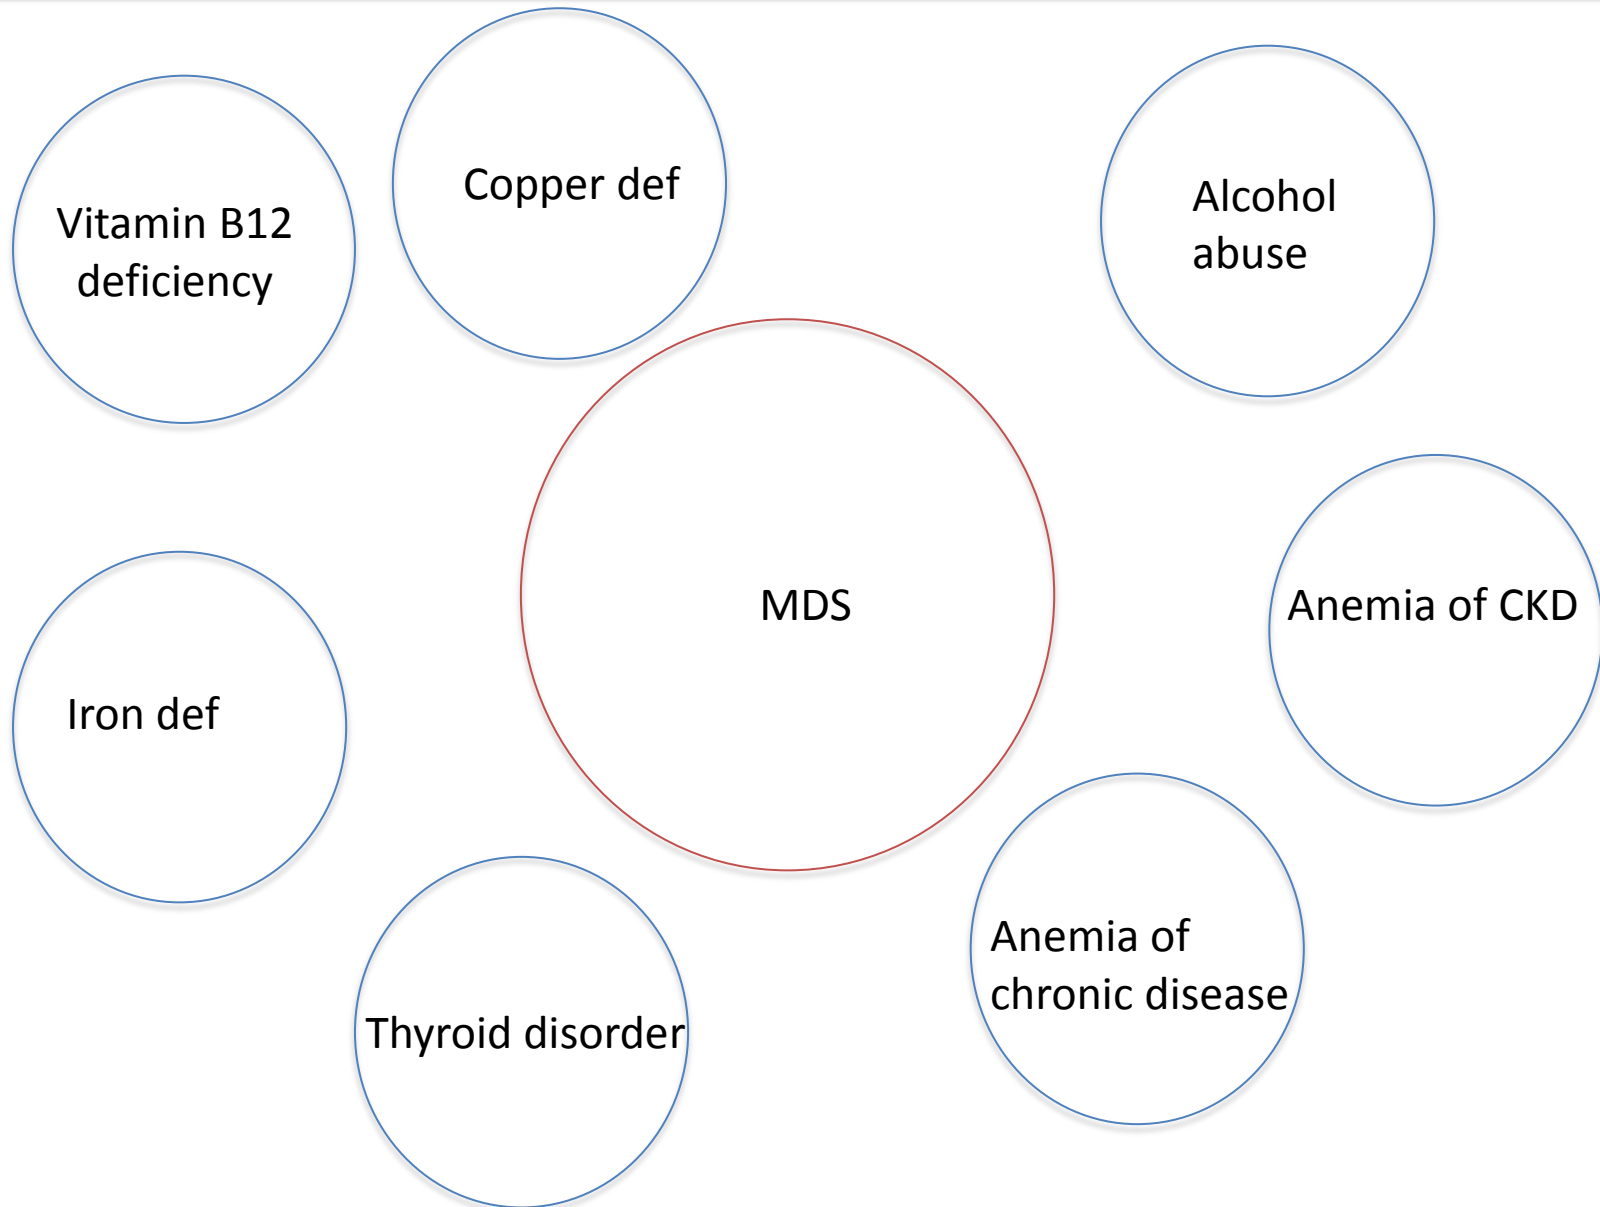 Copper def
Alcohol
abuse
Vitamin B12
deficiency
MDS
Anemia of CKD
Iron def
Anemia of
chronic disease
Thyroid disorder